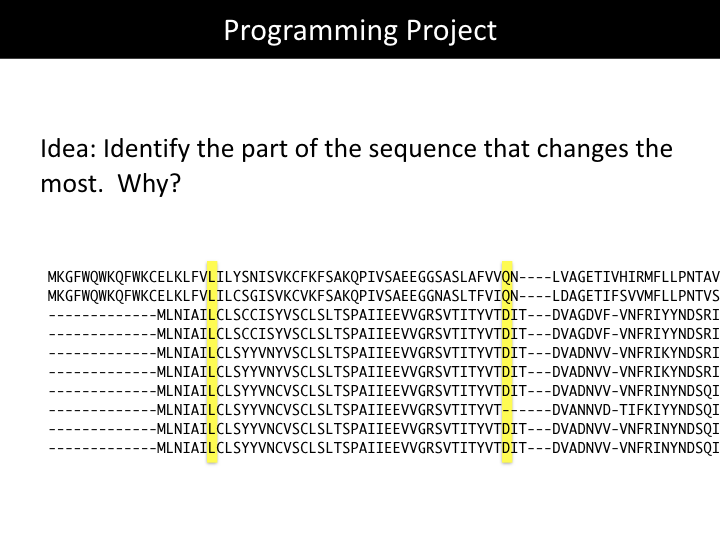 Programming Project
Idea: Identify the part of the sequence that changes the
most.  Why?
MKGFWQWKQFWKCELKLFVLILYSNISVKCFKFSAKQPIVSAEEGGSASLAFVVQN----LVAGETIVHIRMFLLPNTAV
MKGFWQWKQFWKCELKLFVLILCSGISVKCVKFSAKQPIVSAEEGGNASLTFVIQN----LDAGETIFSVVMFLLPNTVS
-------------MLNIAILCLSCCISYVSCLSLTSPAIIEEVVGRSVTITYVTDIT---DVAGDVF-VNFRIYYNDSRI
-------------MLNIAILCLSCCISYVSCLSLTSPAIIEEVVGRSVTITYVTDIT---DVAGDVF-VNFRIYYNDSRI
-------------MLNIAILCLSYYVNYVSCLSLTSPAIIEEVVGRSVTITYVTDIT---DVADNVV-VNFRIKYNDSRI
-------------MLNIAILCLSYYVNYVSCLSLTSPAIIEEVVGRSVTITYVTDIT---DVADNVV-VNFRIKYNDSRI
-------------MLNIAILCLSYYVNCVSCLSLTSPAIIEEVVGRSVTITYVTDIT---DVADNVV-VNFRINYNDSQI
-------------MLNIAILCLSYYVNCVSCLSLTSPAIIEEVVGRSVTITYVT------DVANNVD-TIFKIYYNDSQI
-------------MLNIAILCLSYYVNCVSCLSLTSPAIIEEVVGRSVTITYVTDIT---DVADNVV-VNFRINYNDSQI
-------------MLNIAILCLSYYVNCVSCLSLTSPAIIEEVVGRSVTITYVTDIT---DVADNVV-VNFRINYNDSQI